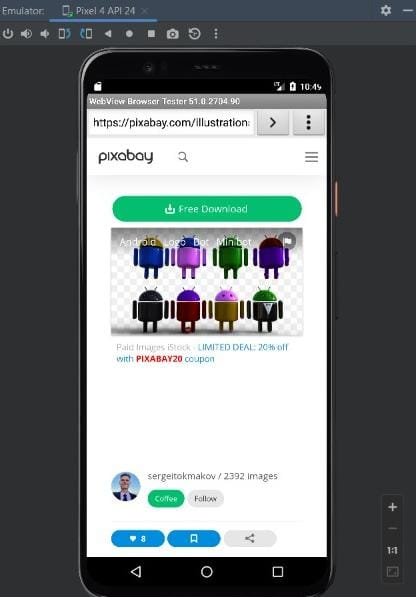 Emulator: Pixel 4 API 24
10:49
WebView Browser Tester 51.0.2704.90
https://pixabay.com/illustration
pixabay
Free Download
Android Logo Bot Minibot
Paid Images iStock - LIMITED DEAL: 20% off
with PIXABAY20 coupon
sergeitokmakov / 2392 images
Coffee Follow
8
1:1